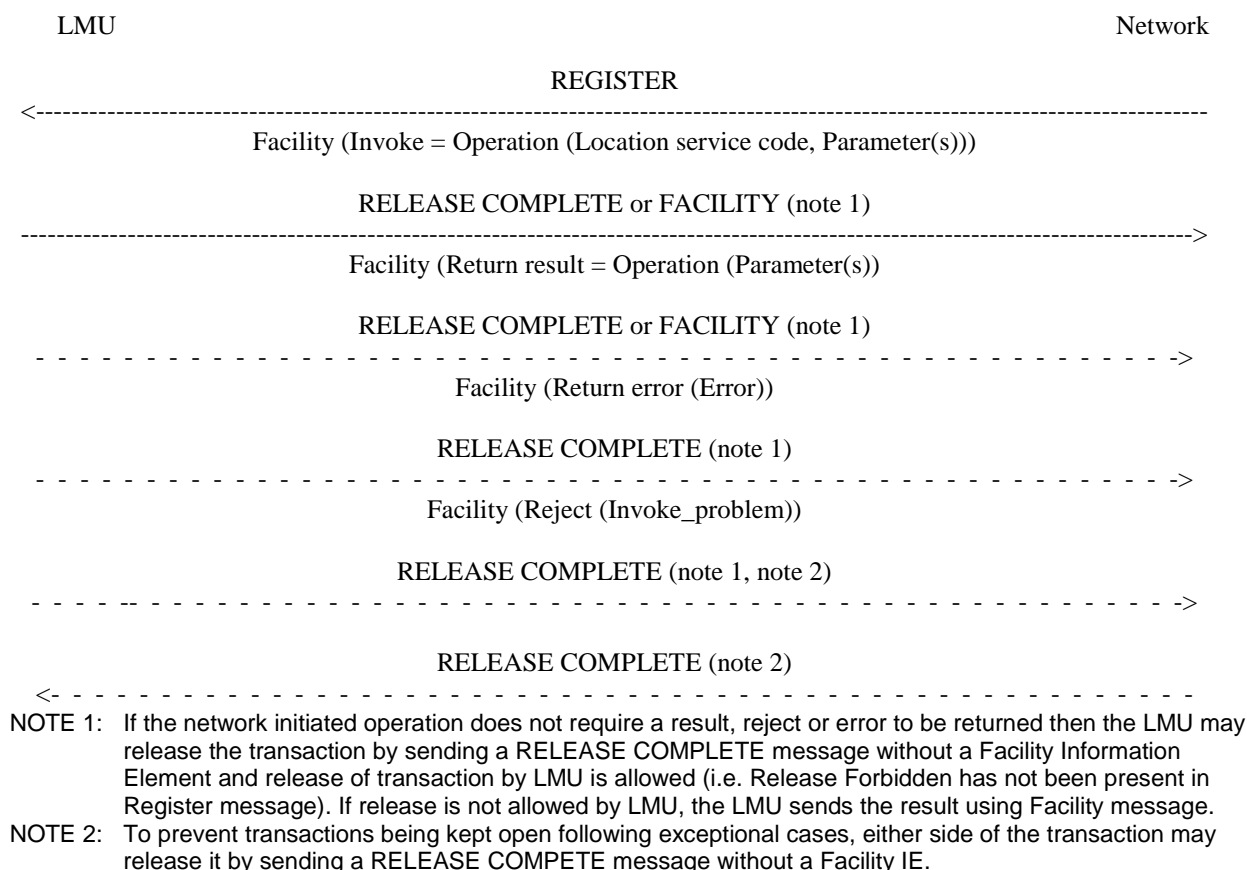 LMU Network
REGISTER
<------------------------------------------------------------------------------------------------------------------------------------
Facility (Invoke = Operation (Location service code, Parameter(s)))
RELEASE COMPLETE or FACILITY (note 1)
------------------------------------------------------------------------------------------------------------------------------------>
Facility (Return result = Operation (Parameter(s))
RELEASE COMPLETE or FACILITY (note 1)
- - - - - - - - - - - - - - - - - - - - - - - - - - - - - - - - - - - - - - - - - - - - - - - - - - - - - - - - - - - - - - - ->
Facility (Return error (Error))
RELEASE COMPLETE (note 1)
- - - - - - - - - - - - - - - - - - - - - - - - - - - - - - - - - - - - - - - - - - - - - - - - - - - - - - - - - - - - - - - ->
Facility (Reject (Invoke_problem))
RELEASE COMPLETE (note 1, note 2)
- - - - -- - - - - - - - - - - - - - - - - - - - - - - - - - - - - - - - - - - - - - - - - - - - - - - - - - - - - - - - - - ->
RELEASE COMPLETE (note 2)
<- - - - - - - - - - - - - - - - - - - - - - - - - - - - - - - - - - - - - - - - - - - - - - - - - - - - - - - - - - - - - - -
NOTE 1: If the network initiated operation does not require a result, reject or error to be returned then the LMU may
release the transaction by sending a RELEASE COMPLETE message without a Facility Information
Element and release of transaction by LMU is allowed (i.e. Release Forbidden has not been present in
Register message). If release is not allowed by LMU, the LMU sends the result using Facility message.
NOTE 2: To prevent transactions being kept open following exceptional cases, either side of the transaction may
release it by sending a RELEASE COMPETE message without a Facility IE.